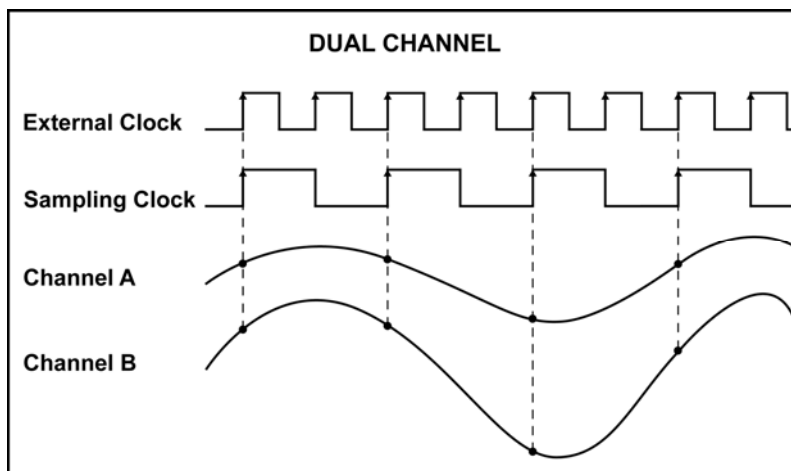 DUAL CHANNEL
External Clock
Sampling Clock
Channel A
Channel B